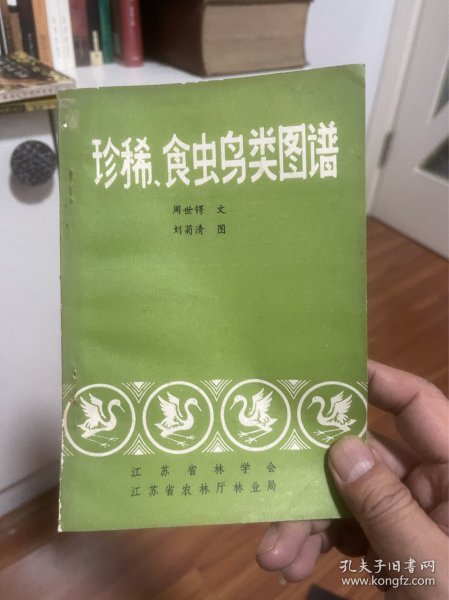 珍稀、食虫鸟类图谱
周世锷 文
刘菊清 图
江苏省林学会
江苏省农林厅林业局
孔夫子旧书网
www.kongfz.com